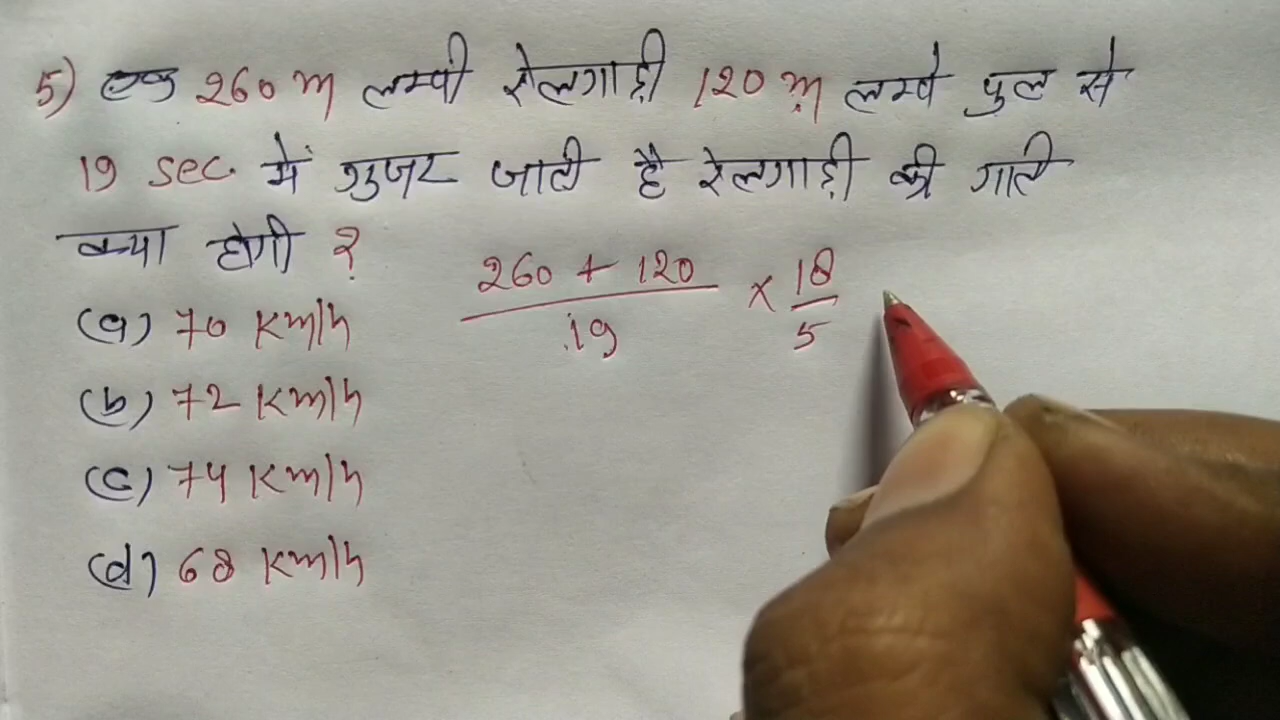 5) एक 260 m लम्बी रेलगाड़ी 120 m लम्बे पुल से
19 sec. में गुजर जाती है रेलगाड़ी की गति
क्या होगी ?
260 + 120 / 19 × 18 / 5
(a) 70 Km/h
(b) 72 Km/h
(c) 74 Km/h
(d) 68 Km/h